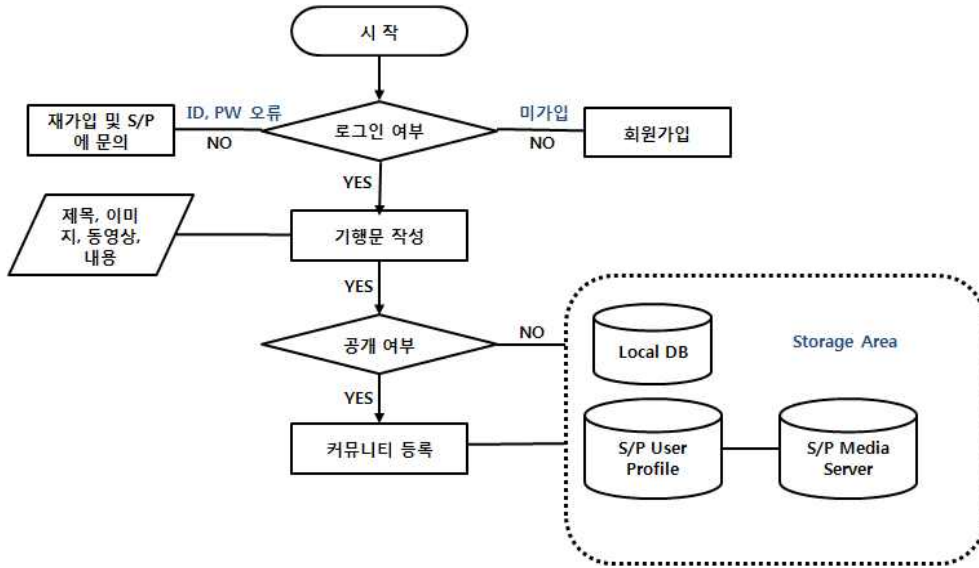 시 작
ID, PW 오류
미가입
재가입 및 S/P
에 문의
NO
로그인 여부
NO
회원가입
YES
제목, 이미
지, 동영상,
내용
기행문 작성
YES
공개 여부
NO
Local DB
Storage Area
YES
커뮤니티 등록
S/P User
Profile
S/P Media
Server